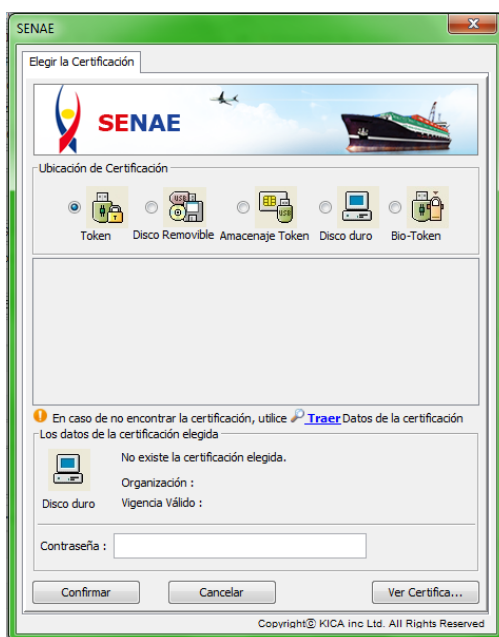 SENAE
Elegir la Certificación
SENAE
Ubicación de Certificación
Token Disco Removible Amacenaje Token Disco duro Bio-Token
En caso de no encontrar la certificación, utilice Traer Datos de la certificación
Los datos de la certificación elegida
No existe la certificación elegida.
Organización :
Disco duro Vigencia Válido :
Contraseña :
Confirmar Cancelar Ver Certifica...
Copyrightⓒ KICA inc Ltd. All Rights Reserved